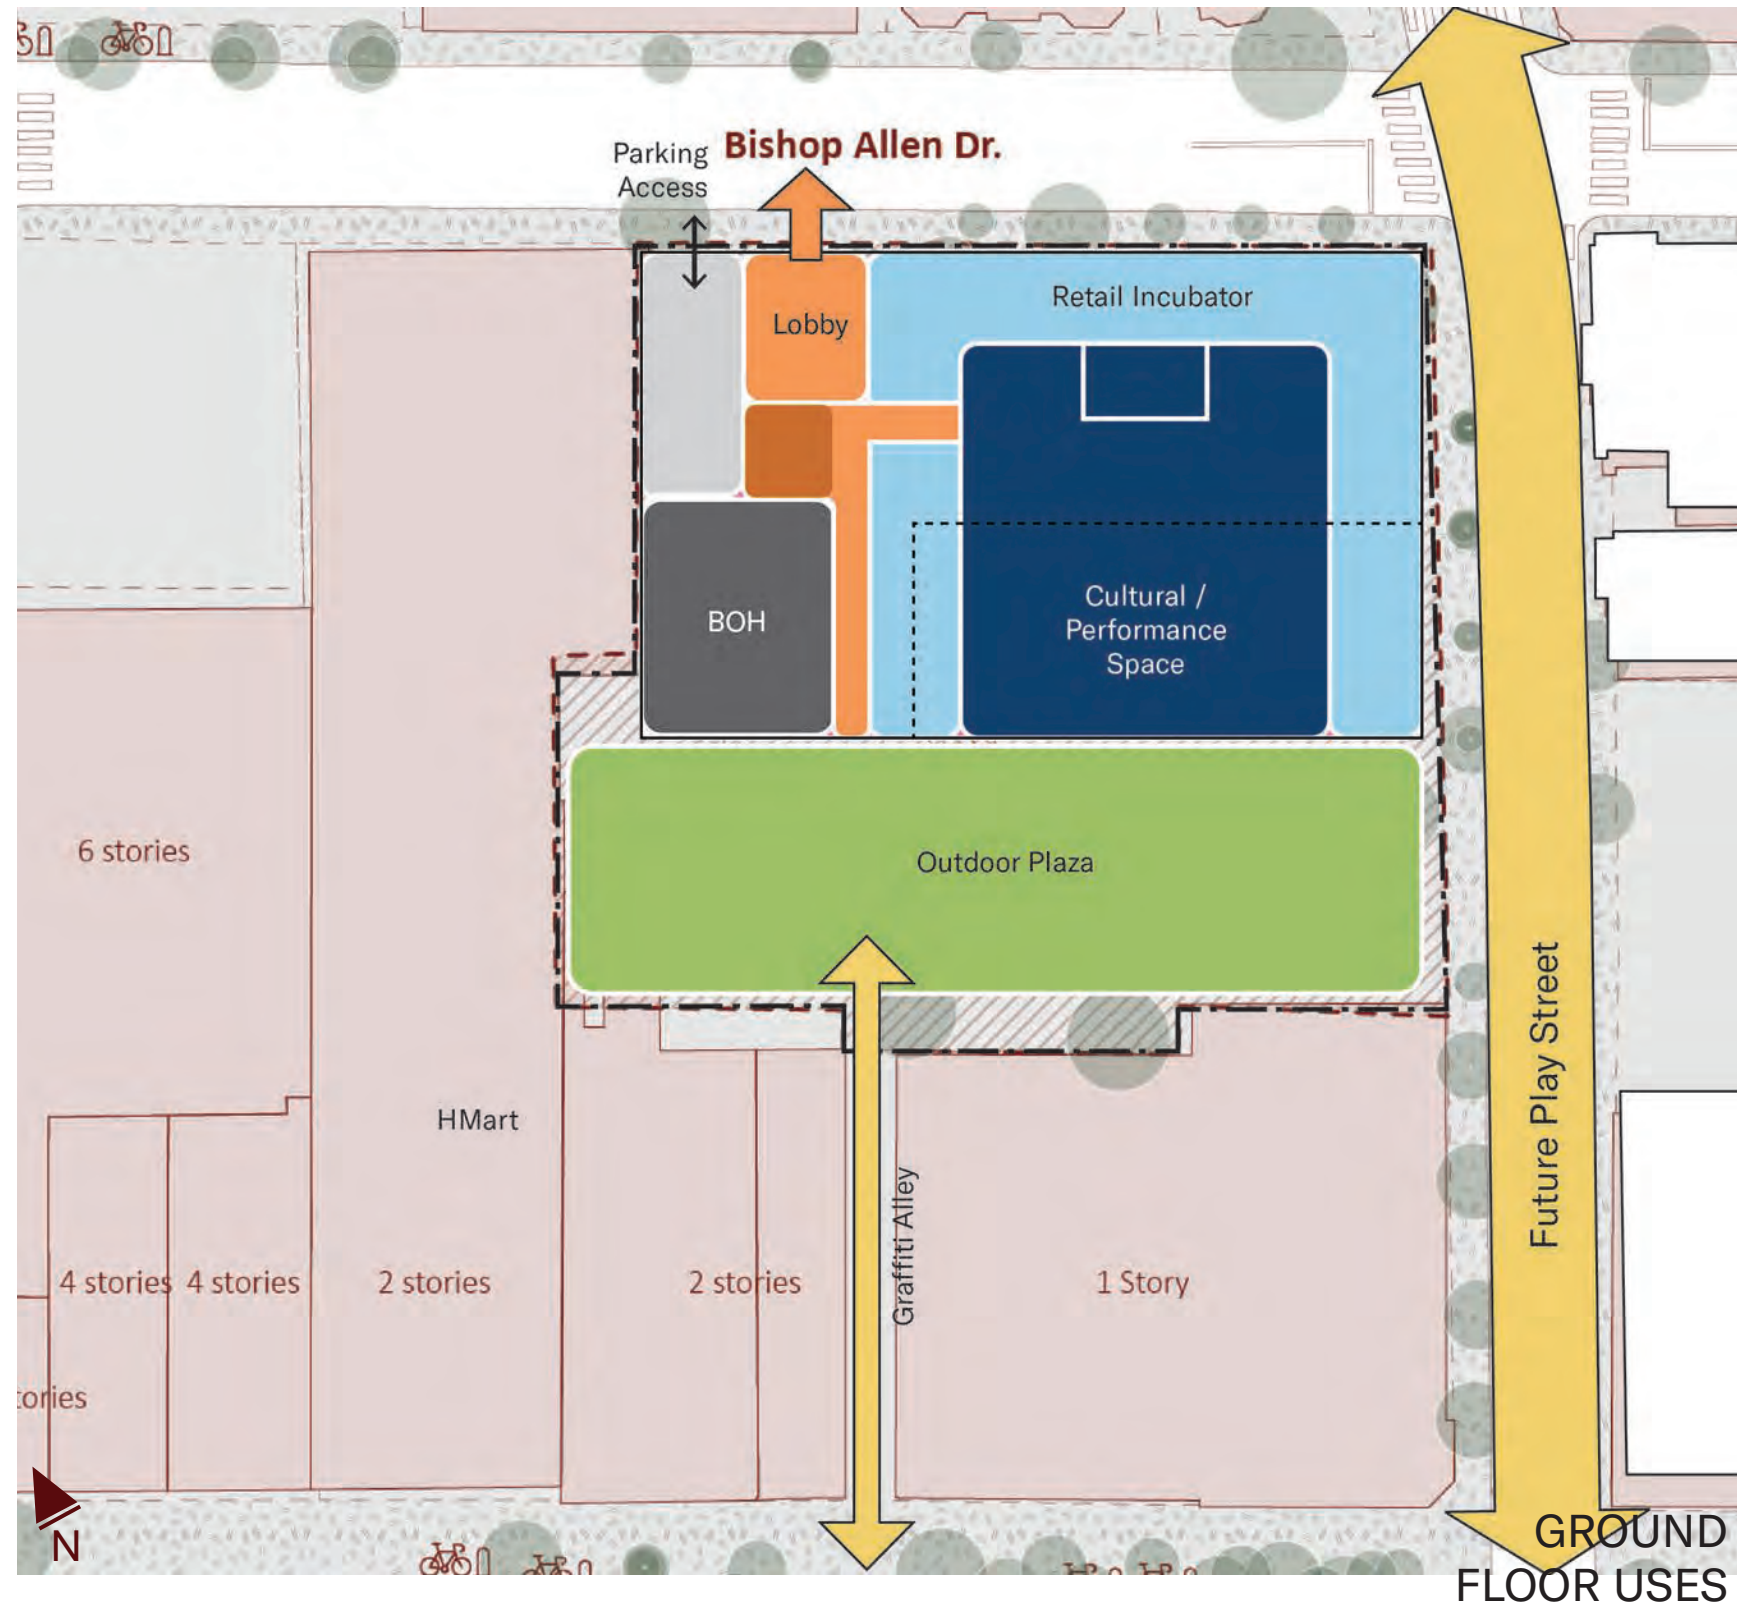 Bishop Allen Dr.
Parking
Access
Retail Incubator
Lobby
BOH
Cultural /
Performance
Space
Outdoor Plaza
6 stories
HMart
Graffiti Alley
Future Play Street
4 stories
4 stories
2 stories
2 stories
1 Story
tories
N
GROUND
FLOOR USES